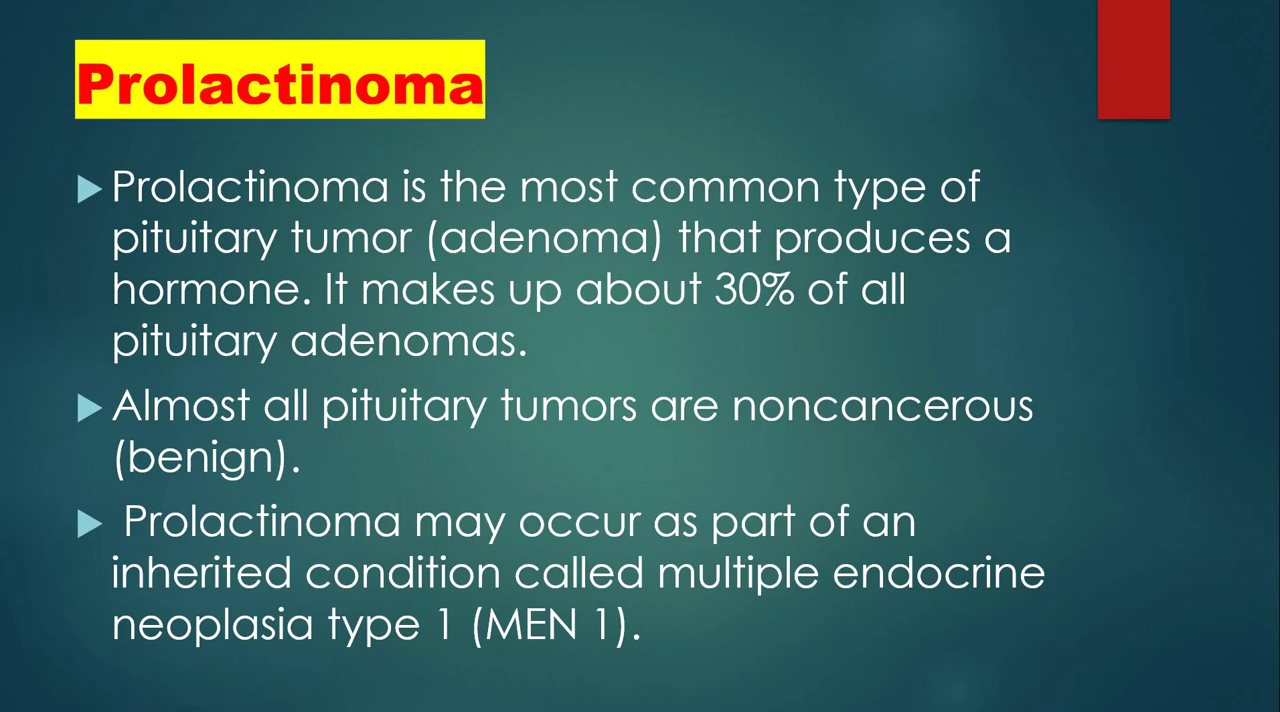 Prolactinoma
Prolactinoma is the most common type of
pituitary tumor (adenoma) that produces a
hormone. It makes up about 30% of all
pituitary adenomas.
Almost all pituitary tumors are noncancerous
(benign).
Prolactinoma may occur as part of an
inherited condition called multiple endocrine
neoplasia type 1 (MEN 1).